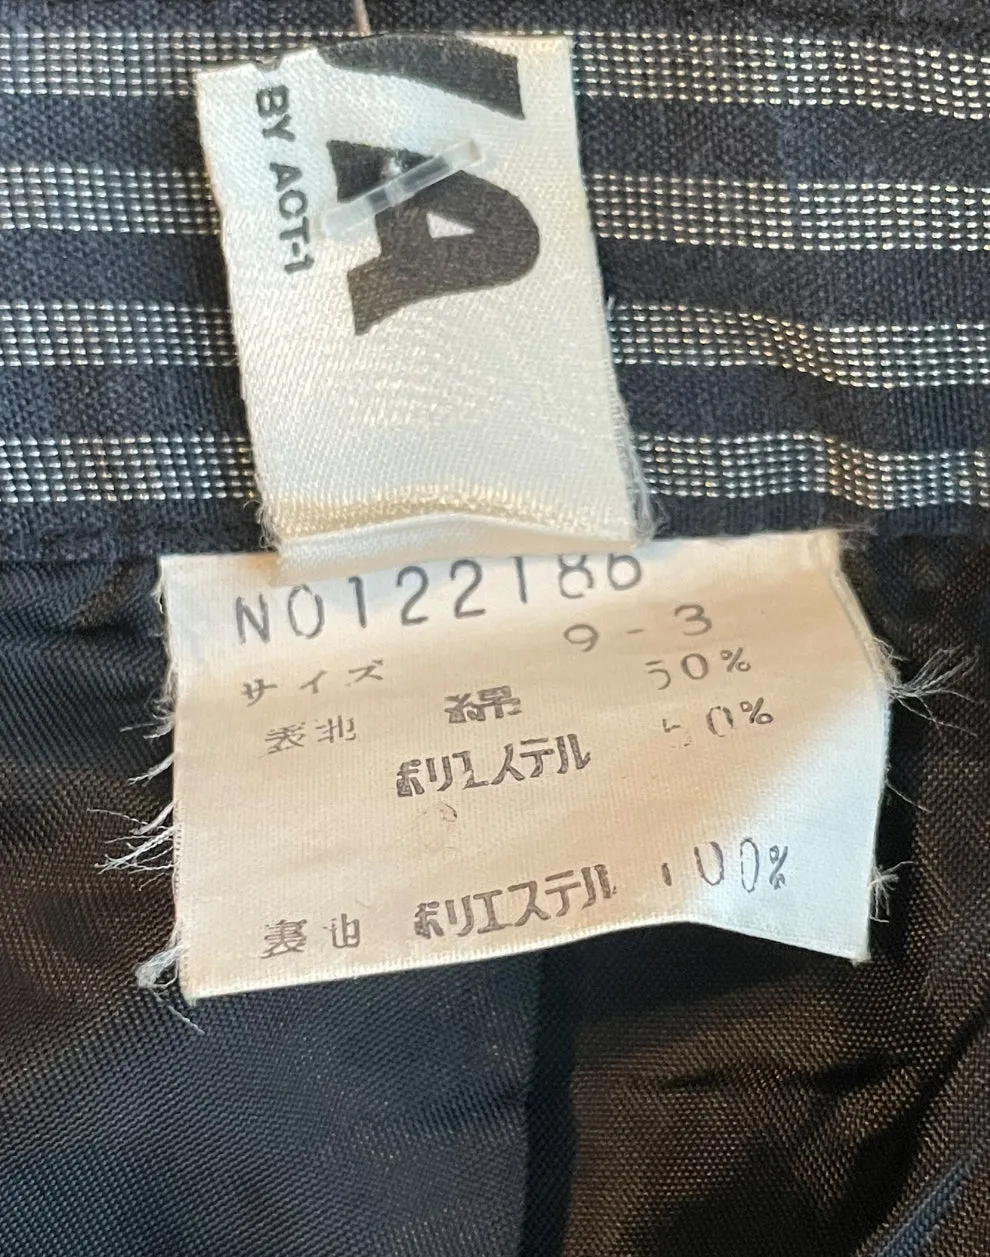 BY ACT-1
NO122186
サイズ 9-3
表地 綿 50%
ポリエステル 50%
裏地 ポリエステル 100%